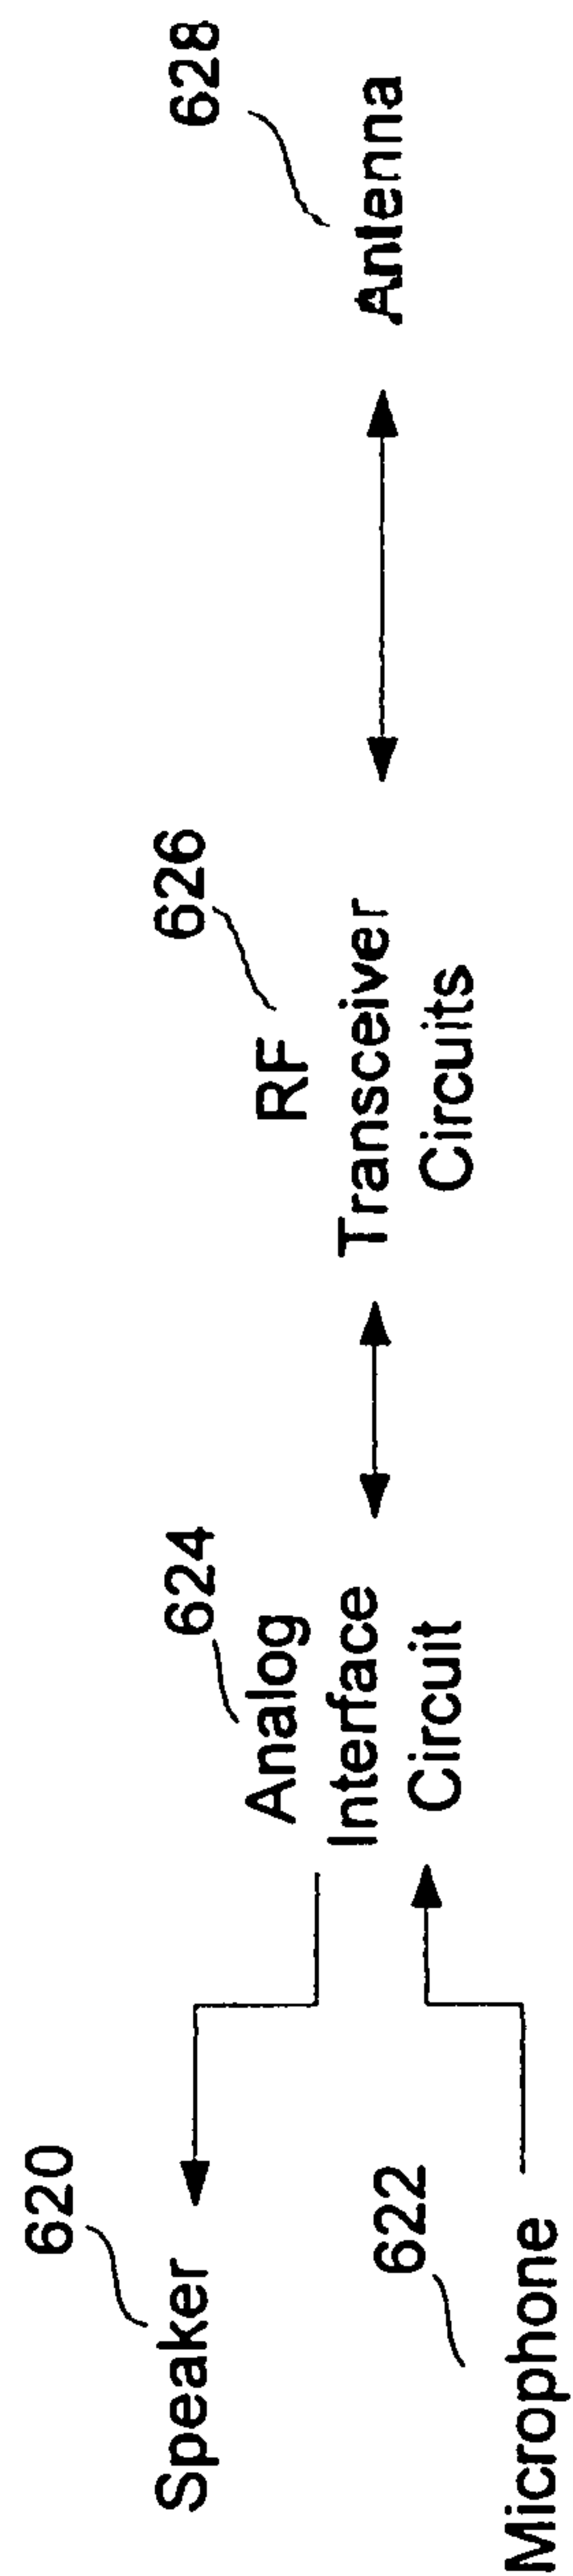 620
Speaker
622
Microphone
624
Analog
Interface
Circuit
626
RF
Transceiver
Circuits
628
Antenna